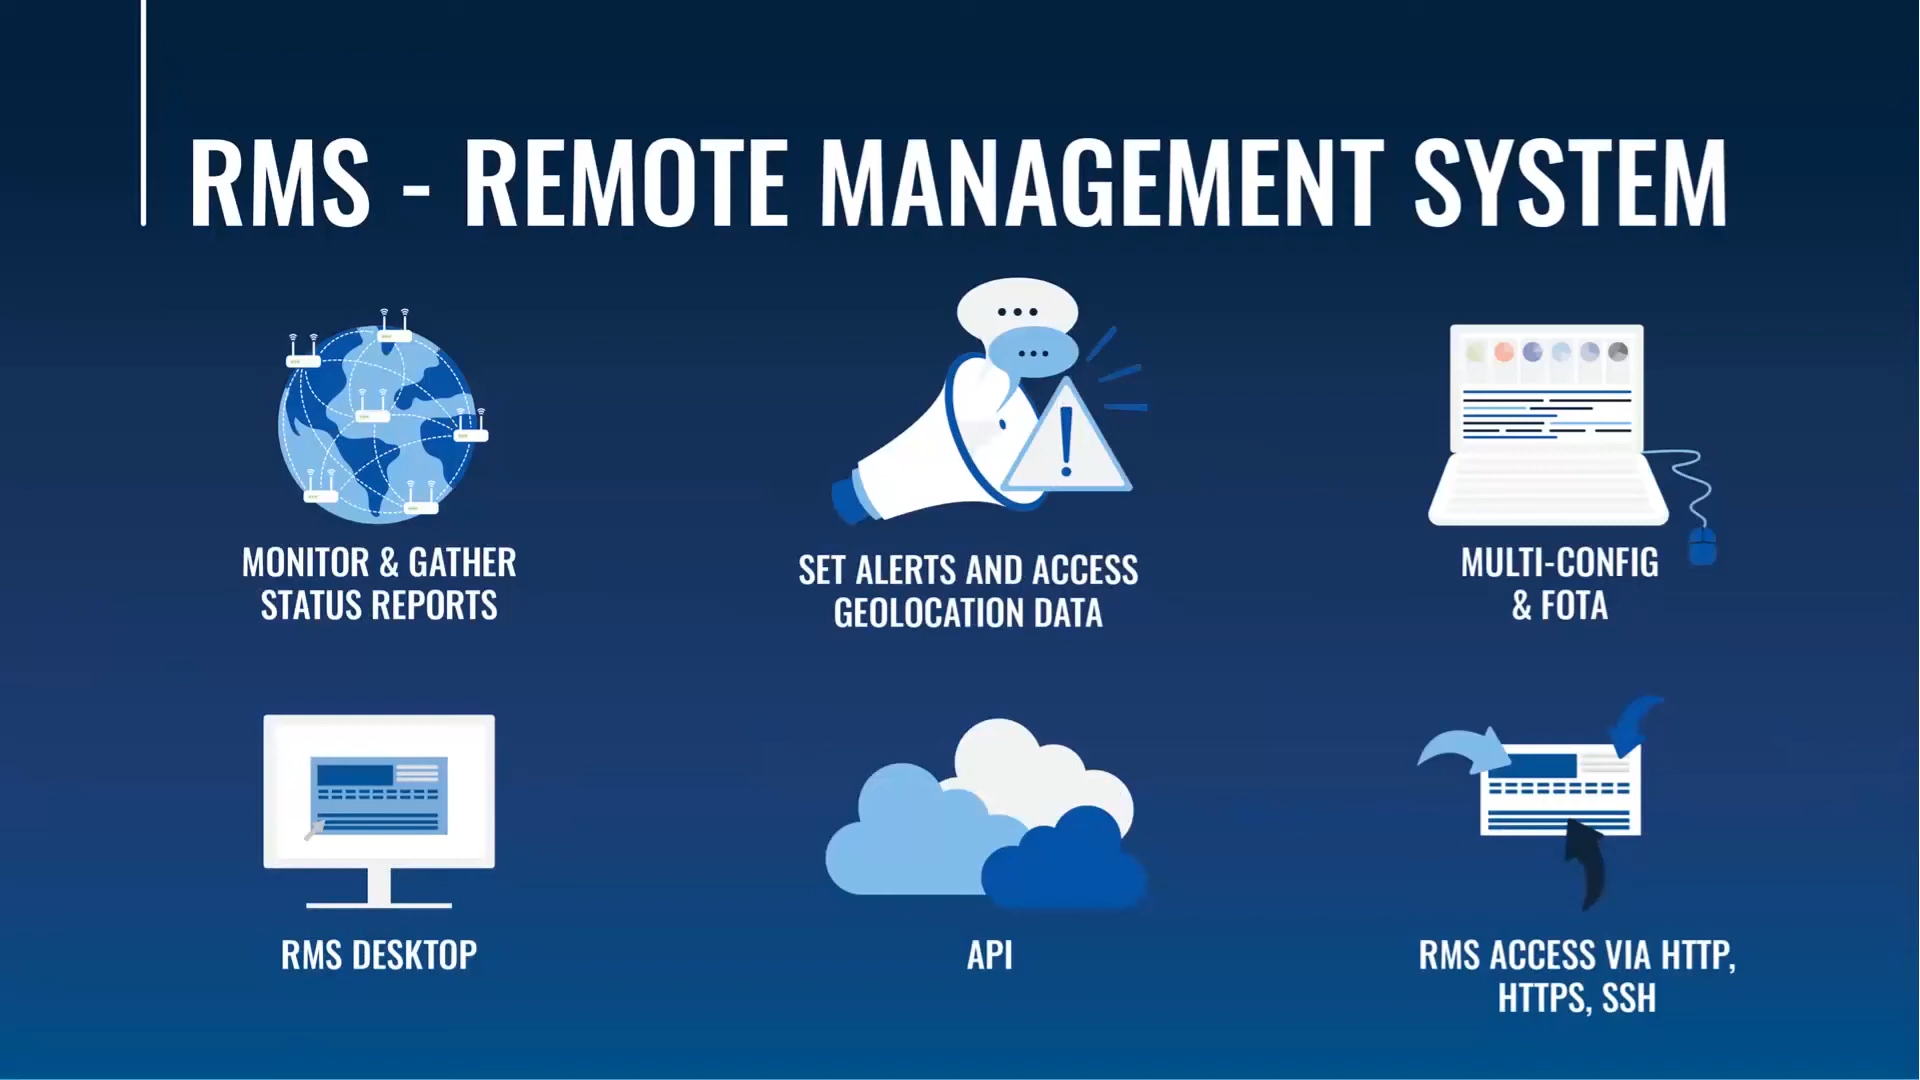 RMS - REMOTE MANAGEMENT SYSTEM
MONITOR & GATHER
STATUS REPORTS
SET ALERTS AND ACCESS
GEOLOCATION DATA
MULTI-CONFIG
& FOTA
RMS DESKTOP
API
RMS ACCESS VIA HTTP,
HTTPS, SSH